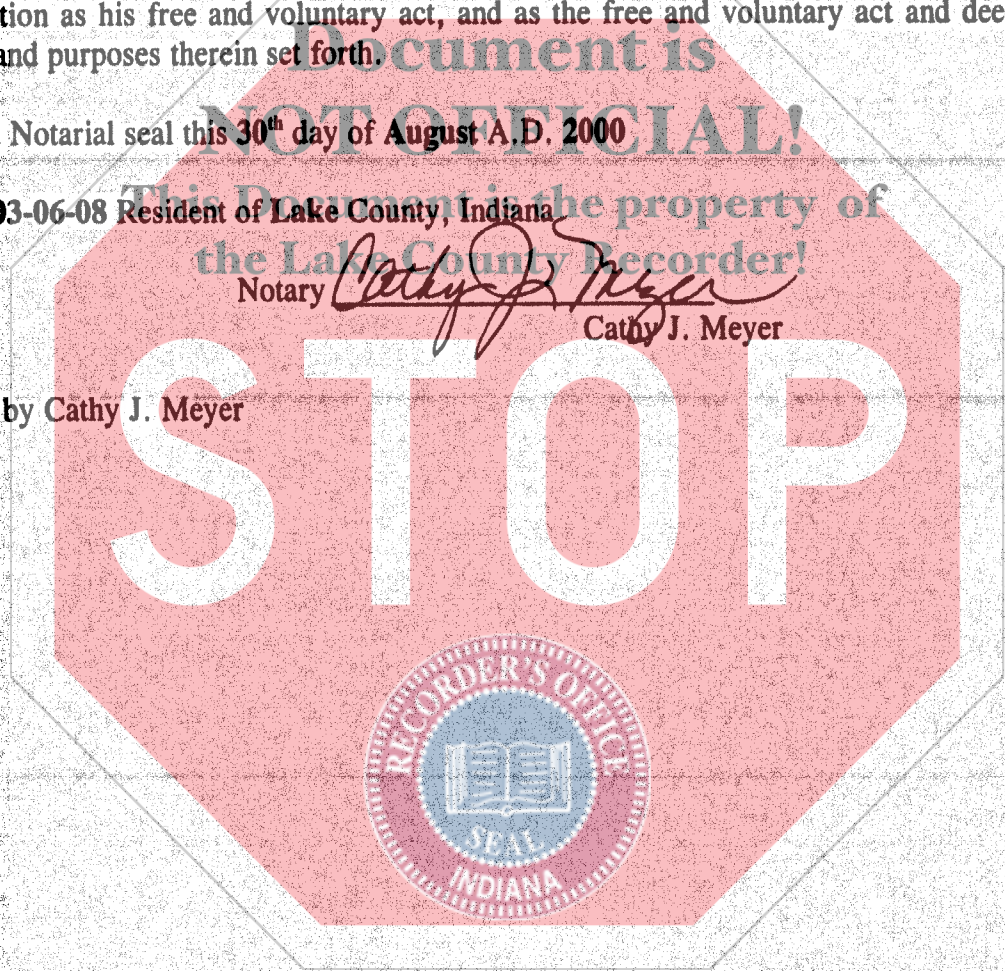 tion as his free and voluntary act, and as the free and voluntary act and dee
and purposes therein set forth.
Document is
Notarial seal this 30th day of August A.D. 2000
NOT OFFICIAL!
03-06-08 Resident of Lake County, Indiana
This Document is the property of
the Lake County Recorder!
Notary Cathy J. Meyer
Cathy J. Meyer
by Cathy J. Meyer
STOP
RECORDER'S OFFICE
SEAL
INDIANA